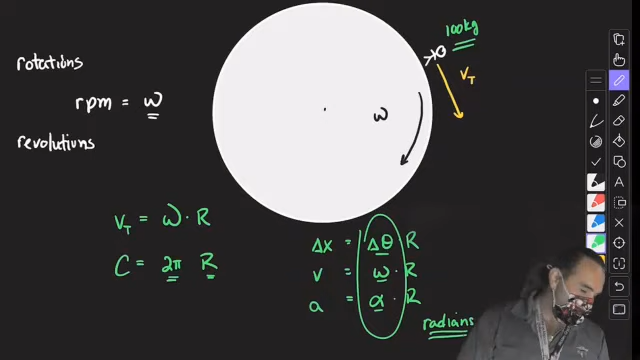 100kg
rotations
V_T
rpm = ω
ω
revolutions
V_T = ω · R
Δx = Δθ · R
C = 2π R
v = ω · R
a = α · R
radians